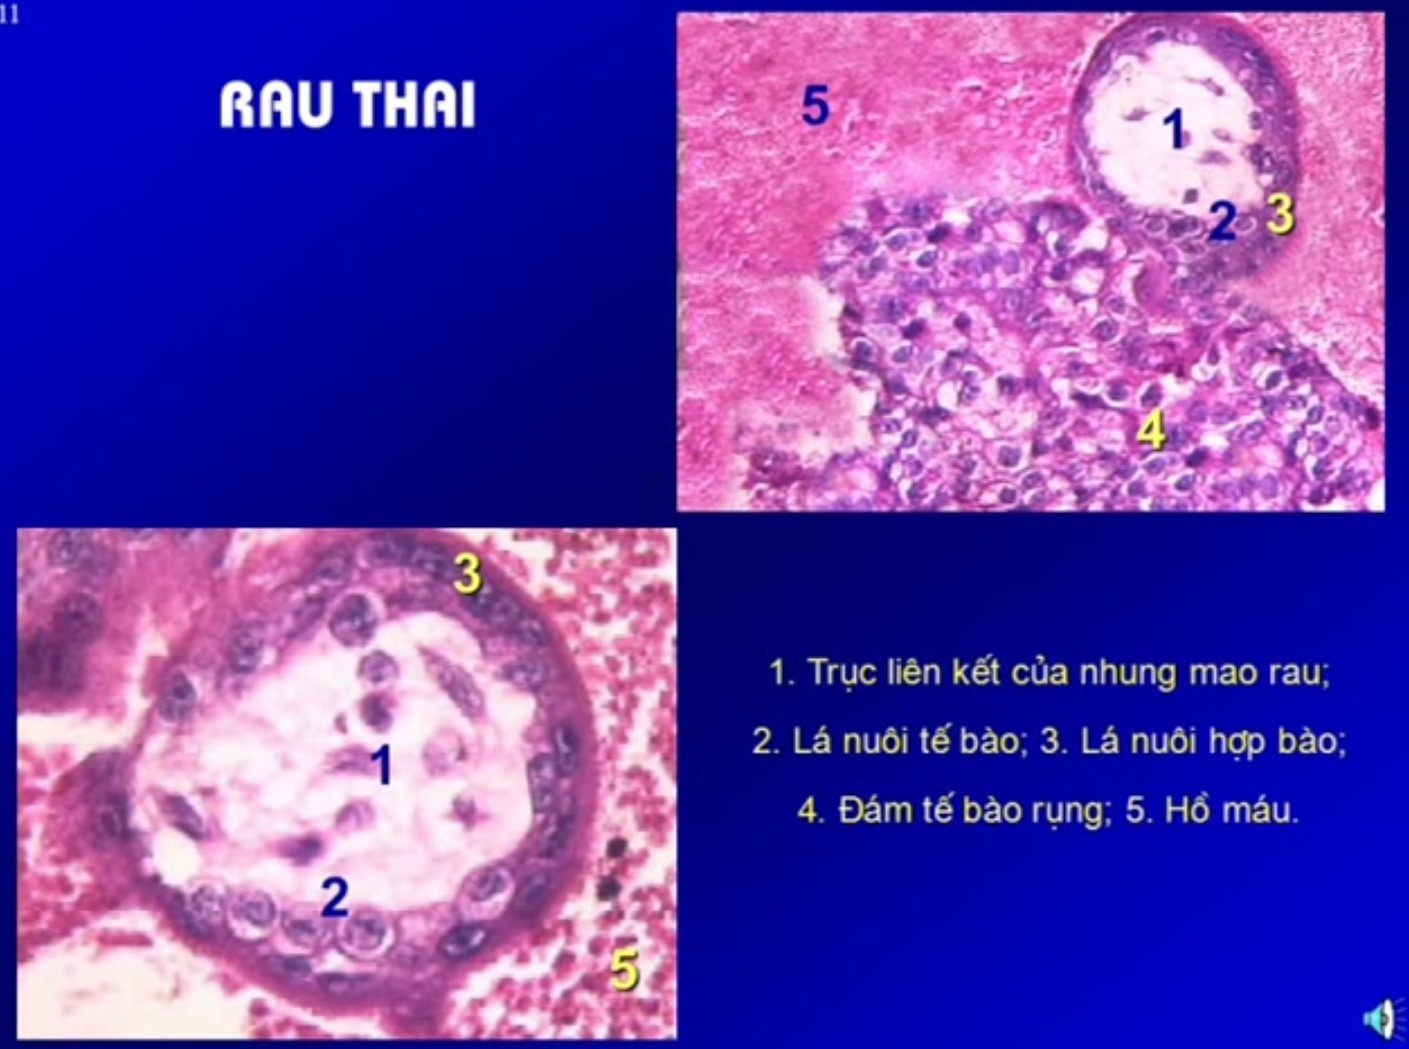 11
RAU THAI
5
1
2
3
4
3
1
2
5
1. Trục liên kết của nhung mao rau;
2. Lá nuôi tế bào; 3. Lá nuôi hợp bào;
4. Đám tế bào rụng; 5. Hồ máu.